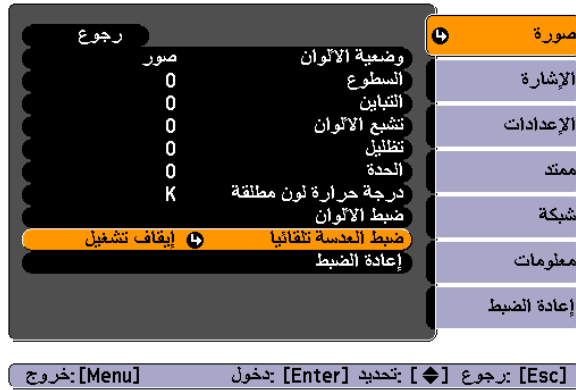 صورة
الإشارة
الإعدادات
ممتد
شبكة
معلومات
إعادة الضبط
رجوع
وضعية الألوان صور
السطوع 0
التباين 0
تشبع الألوان 0
تظليل 0
الحدة 0
درجة حرارة لون مطلقة K
ضبط الألوان
ضبط العدسة تلقائيا إيقاف تشغيل
إعادة الضبط
[Esc] :رجوع [◆] :تحديد [Enter] :دخول [Menu] :خروج